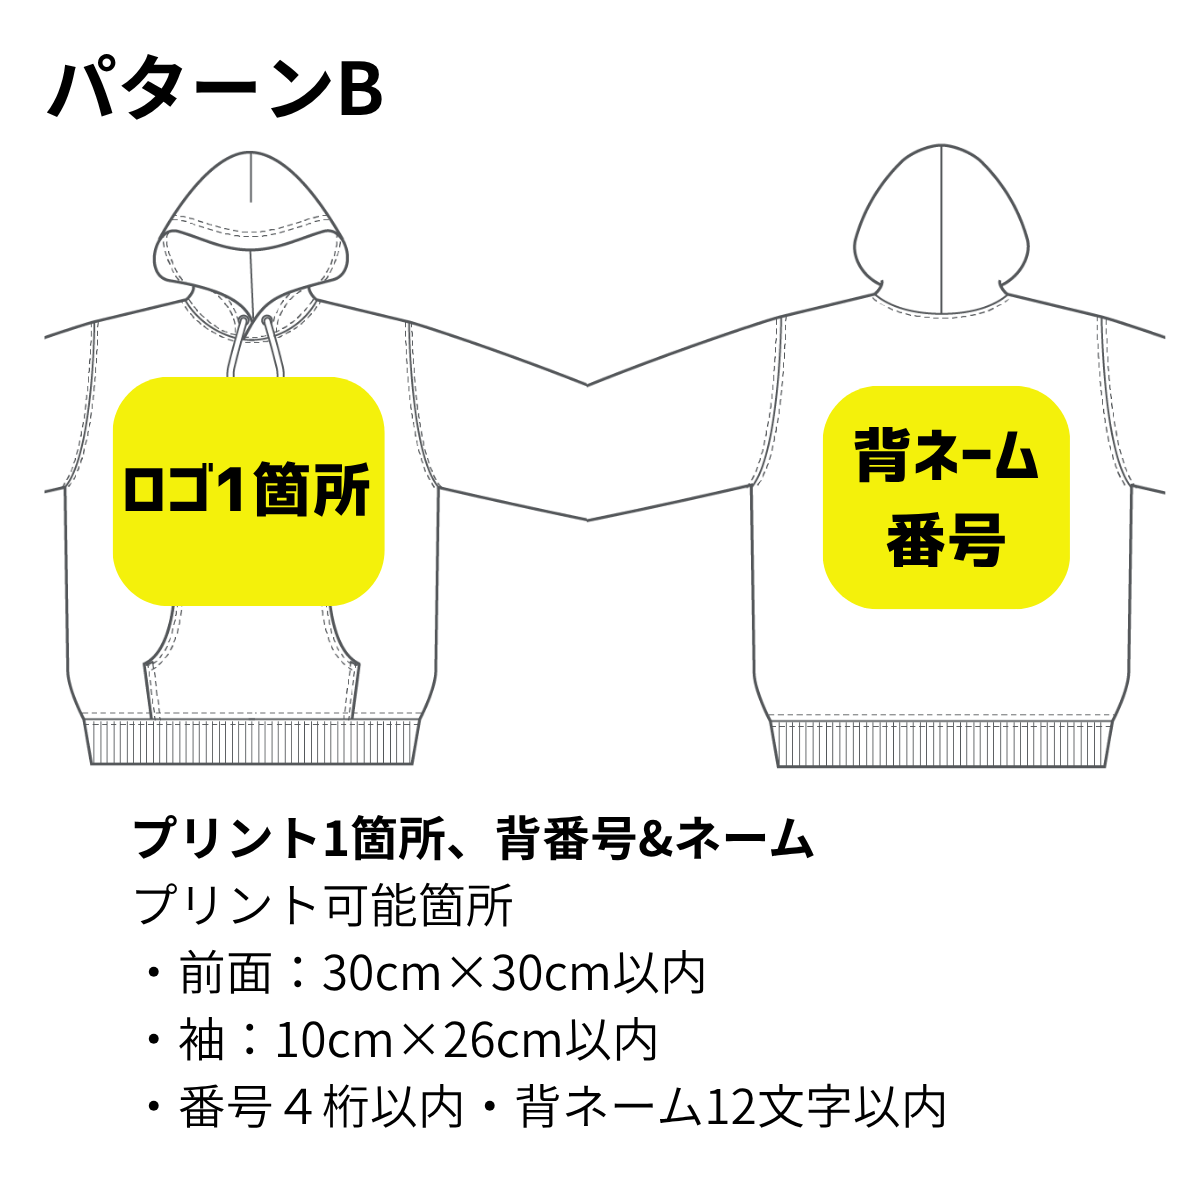 パターンB
ロゴ1箇所
背ネーム
番号
プリント1箇所、背番号&ネーム
プリント可能箇所
・前面：30cm×30cm以内
・袖：10cm×26cm以内
・番号４桁以内・背ネーム12文字以内